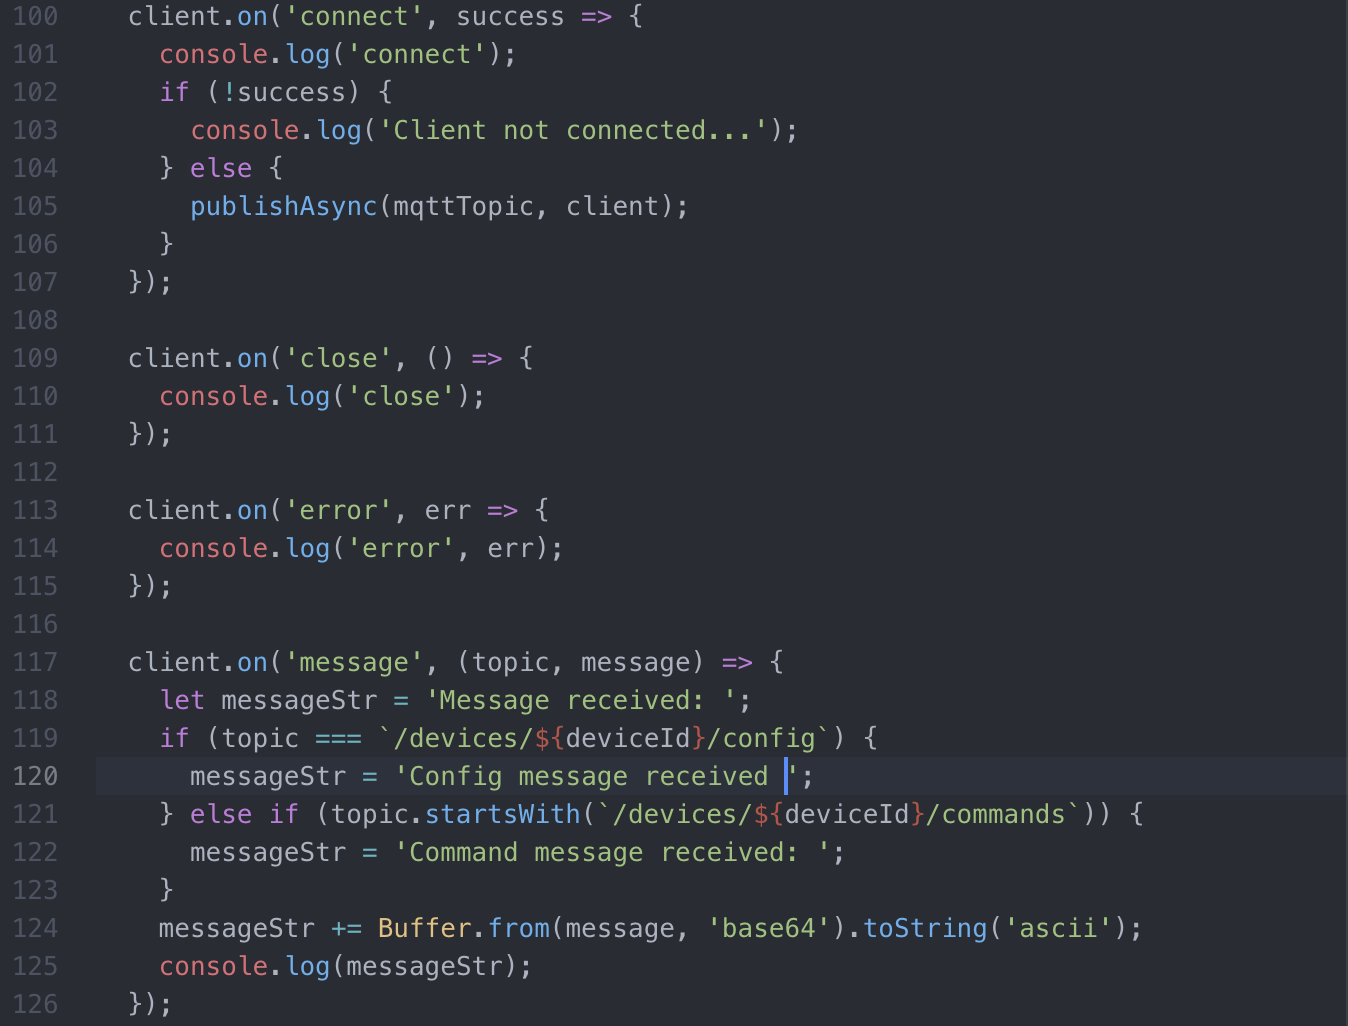 100 client.on('connect', success => {
101 console.log('connect');
102 if (!success) {
103 console.log('Client not connected...');
104 } else {
105 publishAsync(mqttTopic, client);
106 }
107 });
108
109 client.on('close', () => {
110 console.log('close');
111 });
112
113 client.on('error', err => {
114 console.log('error', err);
115 });
116
117 client.on('message', (topic, message) => {
118 let messageStr = 'Message received: ';
119 if (topic === `/devices/${deviceId}/config`) {
120 messageStr = 'Config message received ';
121 } else if (topic.startsWith(`/devices/${deviceId}/commands`)) {
122 messageStr = 'Command message received: ';
123 }
124 messageStr += Buffer.from(message, 'base64').toString('ascii');
125 console.log(messageStr);
126 });